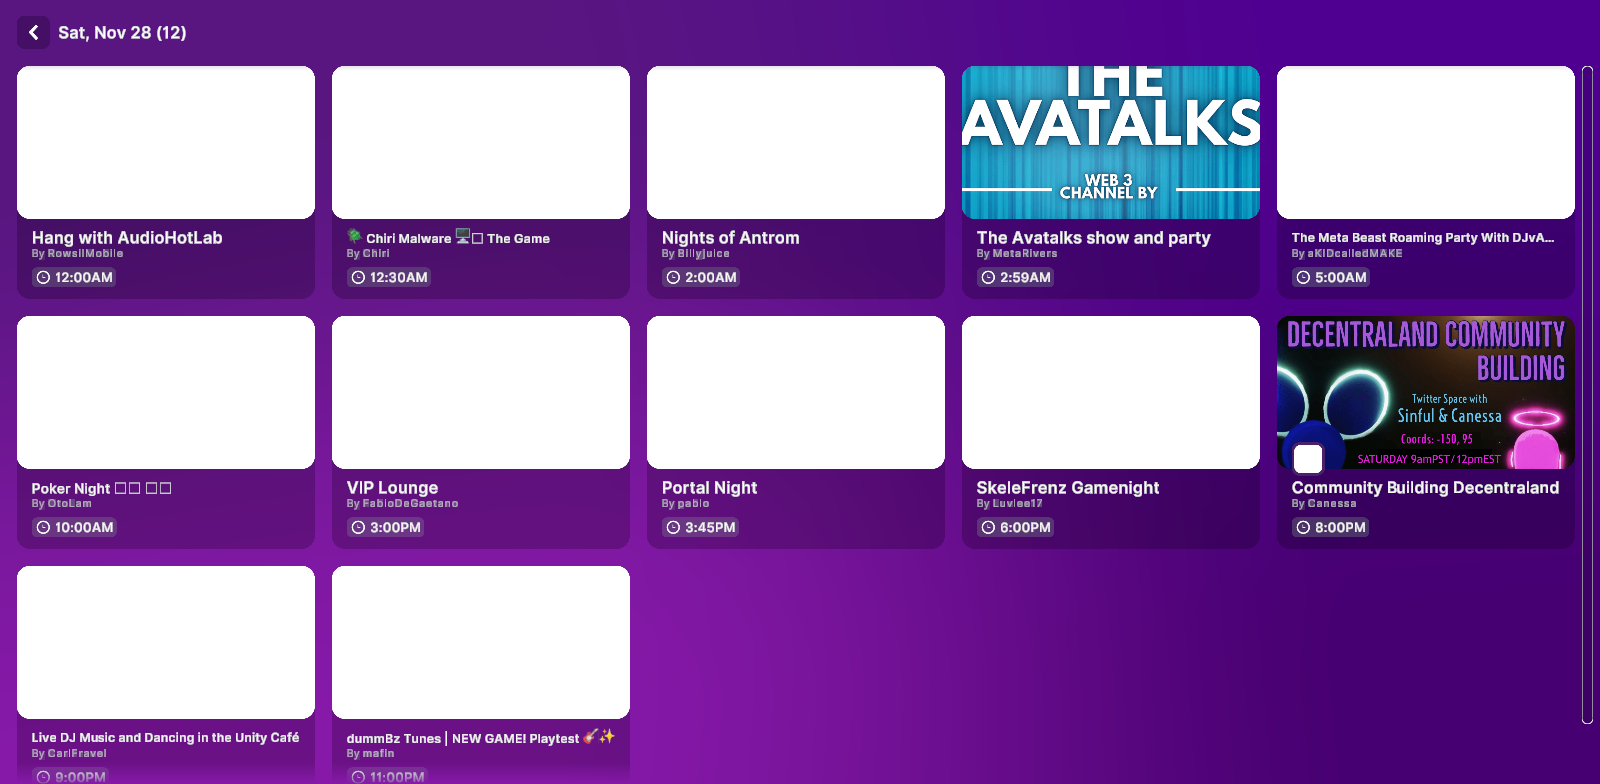 Sat, Nov 28 (12)
Hang with AudioHotLab
By RowsilMobile
12:00AM
Chiri Malware 🖥️ The Game
By Chiri
12:30AM
Nights of Antrom
By Billyjuice
2:00AM
THE
AVATALKS
WEB 3
CHANNEL BY
The Avatalks show and party
By MetaRivers
2:59AM
The Meta Beast Roaming Party With DJvA...
By aKIDcalledMAKE
5:00AM
Poker Night
By OtoLam
10:00AM
VIP Lounge
By FabioDaGaetano
3:00PM
Portal Night
By pablo
3:45PM
SkeleFrenz Gamenight
By Luvlee17
6:00PM
DECENTRALAND COMMUNITY
BUILDING
Twitter Space with
Sinful & Canessa
Coords: -150, 95
SATURDAY 9amPST/12pmEST
Community Building Decentraland
By Canessa
8:00PM
Live DJ Music and Dancing in the Unity Café
By CarlFravel
9:00PM
dummBz Tunes | NEW GAME! Playtest 🎸✨
By mafin
11:00PM